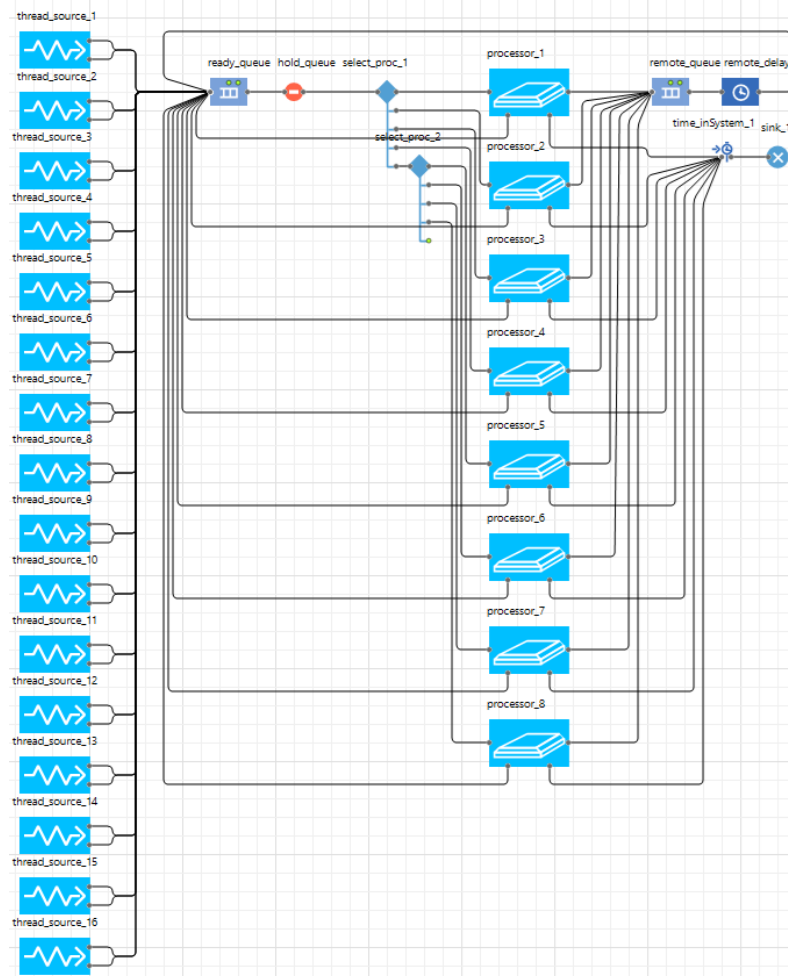 thread_source_1
thread_source_2
thread_source_3
thread_source_4
thread_source_5
thread_source_6
thread_source_7
thread_source_8
thread_source_9
thread_source_10
thread_source_11
thread_source_12
thread_source_13
thread_source_14
thread_source_15
thread_source_16
ready_queue
hold_queue
select_proc_1
select_proc_2
processor_1
processor_2
processor_3
processor_4
processor_5
processor_6
processor_7
processor_8
remote_queue
remote_delay
time_inSystem_1
sink_1